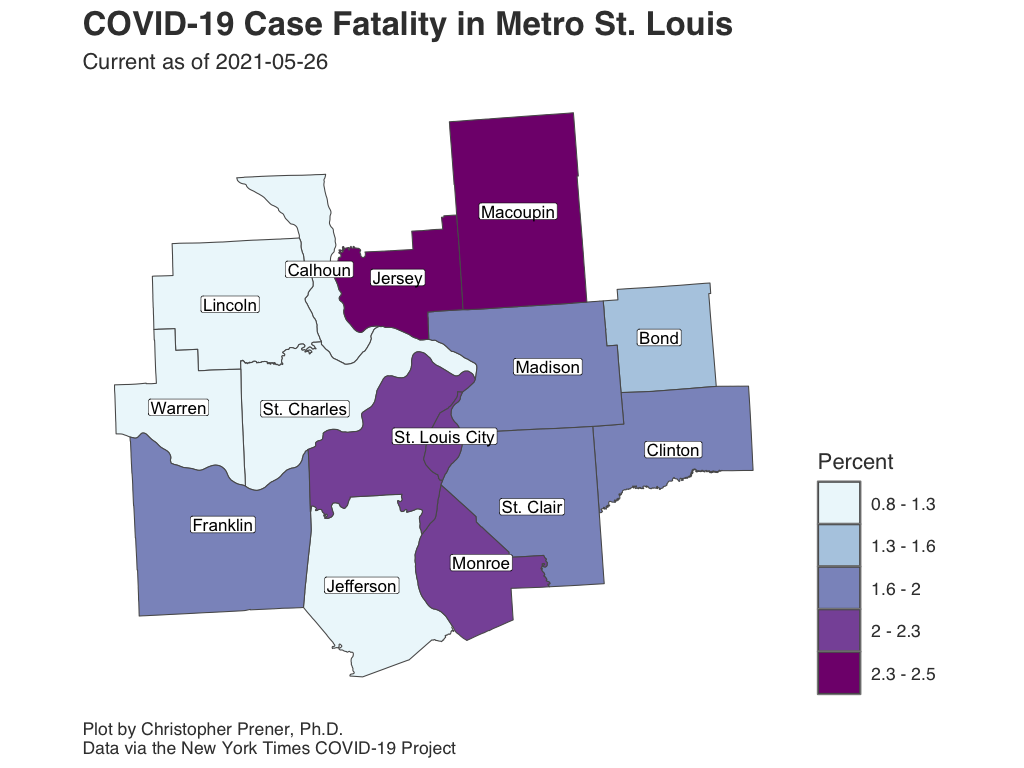 COVID-19 Case Fatality in Metro St. Louis
Current as of 2021-05-26
Macoupin
Calhoun
Jersey
Lincoln
Bond
Madison
Warren
St. Charles
St. Louis City
Clinton
Percent
0.8 - 1.3
1.3 - 1.6
1.6 - 2
2 - 2.3
2.3 - 2.5
St. Clair
Franklin
Monroe
Jefferson
Plot by Christopher Prener, Ph.D.
Data via the New York Times COVID-19 Project